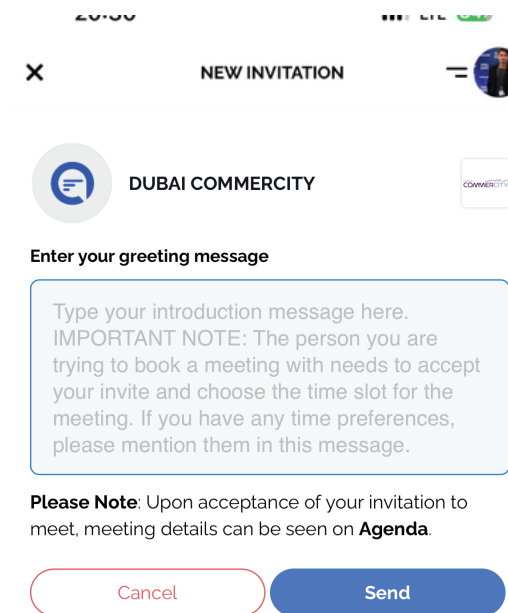 NEW INVITATION
DUBAI COMMERCITY
COMMERCITY
Enter your greeting message
Type your introduction message here.
IMPORTANT NOTE: The person you are
trying to book a meeting with needs to accept
your invite and choose the time slot for the
meeting. If you have any time preferences,
please mention them in this message.
Please Note: Upon acceptance of your invitation to
meet, meeting details can be seen on Agenda.
Cancel
Send